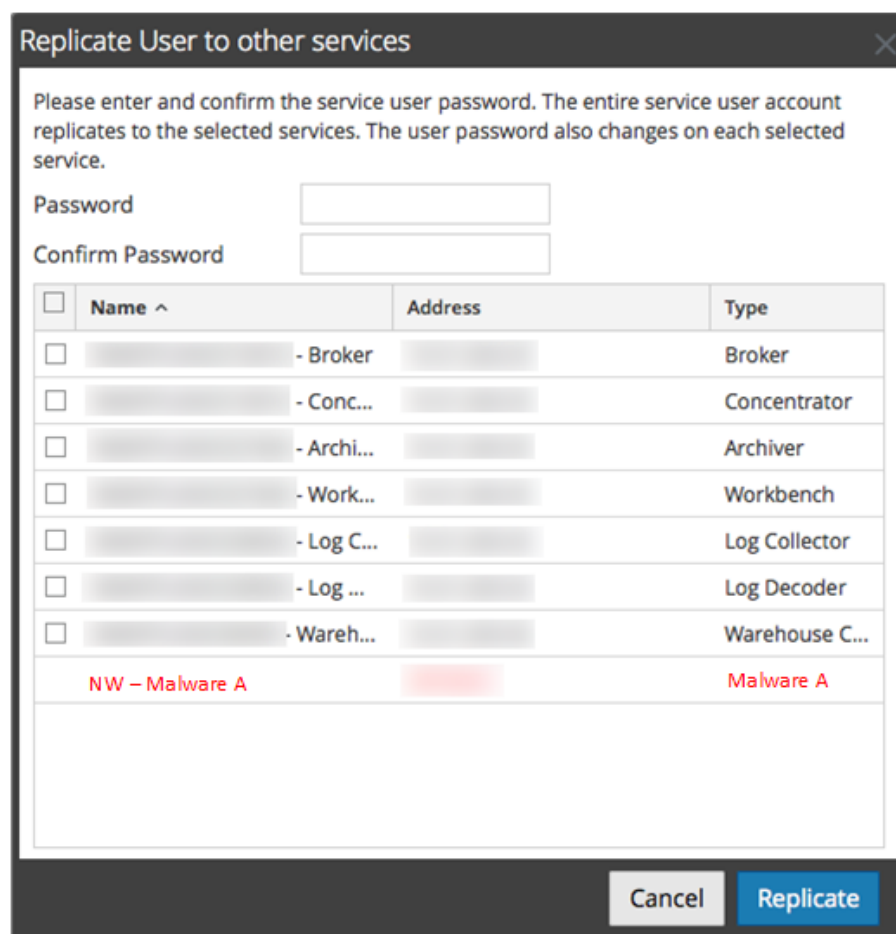 Replicate User to other services
Please enter and confirm the service user password. The entire service user account
replicates to the selected services. The user password also changes on each selected
service.
Password
Confirm Password
Name Address Type
- Broker Broker
- Conc... Concentrator
- Archi... Archiver
- Work... Workbench
- Log C... Log Collector
- Log ... Log Decoder
- Wareh... Warehouse C...
NW – Malware A Malware A
Cancel Replicate